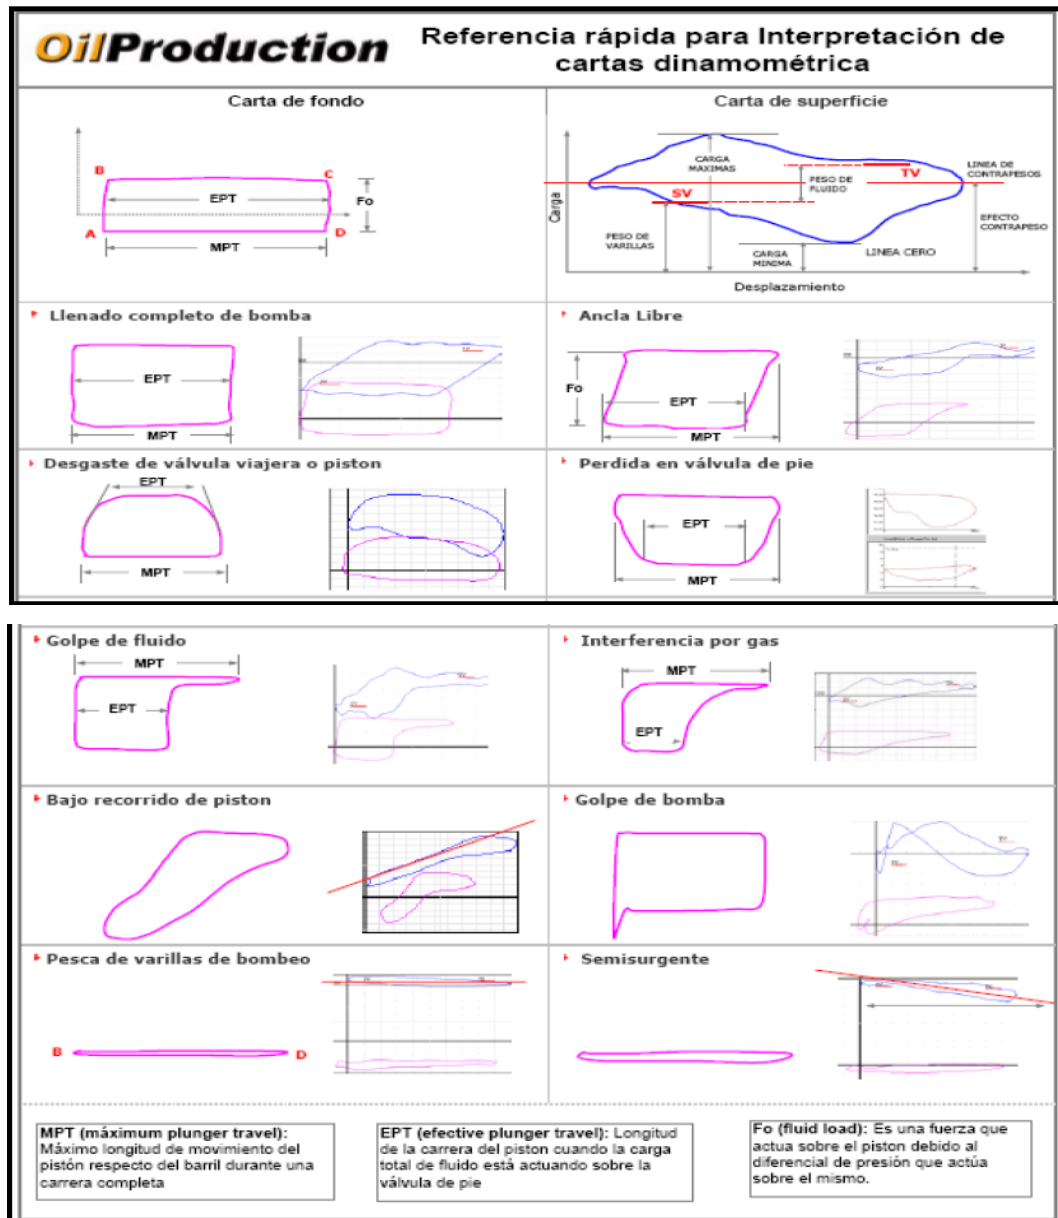 OilProduction
Referencia rápida para Interpretación de
cartas dinamométrica
Carta de fondo
B
C
EPT
Fo
A
D
MPT
Carta de superficie
CARGA
MAXIMAS
TV
LINEA DE
CONTRAPESOS
PESO DE
FLUIDO
SV
Carga
PESO DE
VARILLAS
EFECTO
CONTRAPESO
CARGA
MINIMA
LINEA CERO
Desplazamiento
Llenado completo de bomba
EPT
MPT
Ancla Libre
Fo
EPT
MPT
Desgaste de válvula viajera o piston
EPT
MPT
Perdida en válvula de pie
EPT
MPT
Golpe de fluido
MPT
EPT
Interferencia por gas
MPT
EPT
Bajo recorrido de piston
Golpe de bomba
Pesca de varillas de bombeo
B
D
Semisurgente
MPT (máximum plunger travel):
Máximo longitud de movimiento del
pistón respecto del barril durante una
carrera completa
EPT (efective plunger travel): Longitud
de la carrera del piston cuando la carga
total de fluido está actuando sobre la
válvula de pie
Fo (fluid load): Es una fuerza que
actua sobre el piston debido al
diferencial de presión que actúa
sobre el mismo.